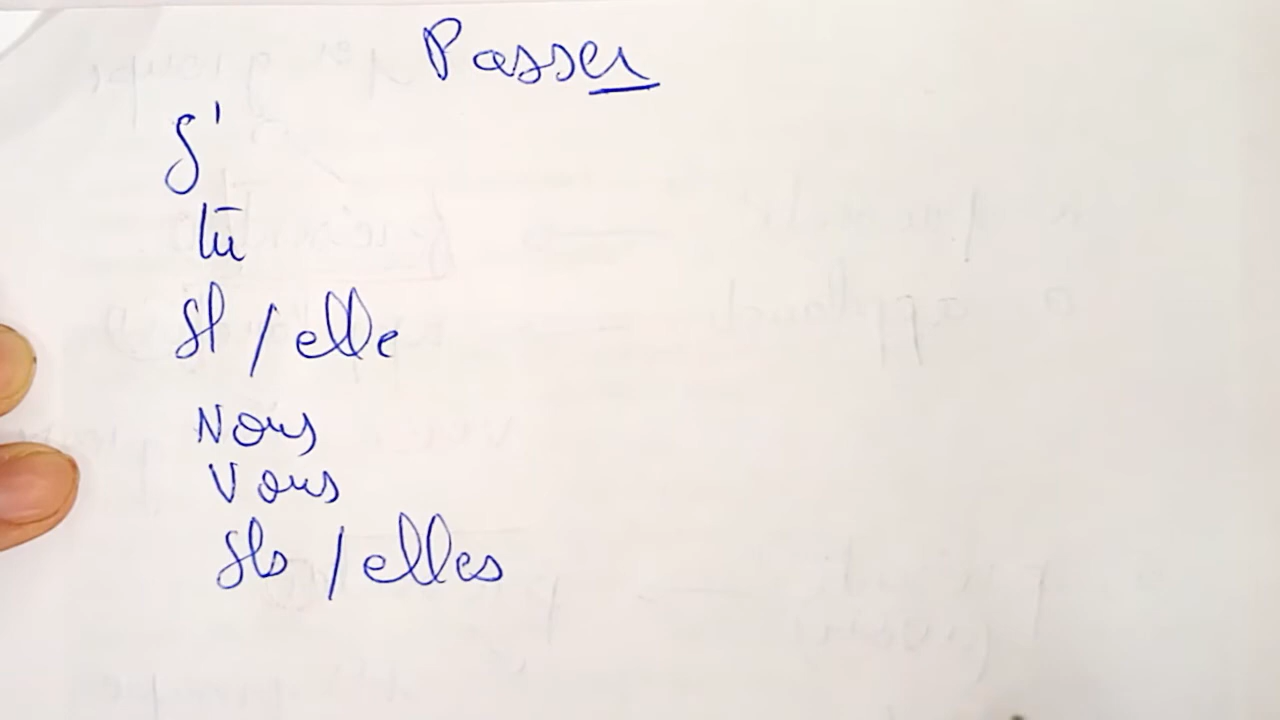 Passer
J'
tu
Il / elle
Nous
Vous
Ils / elles